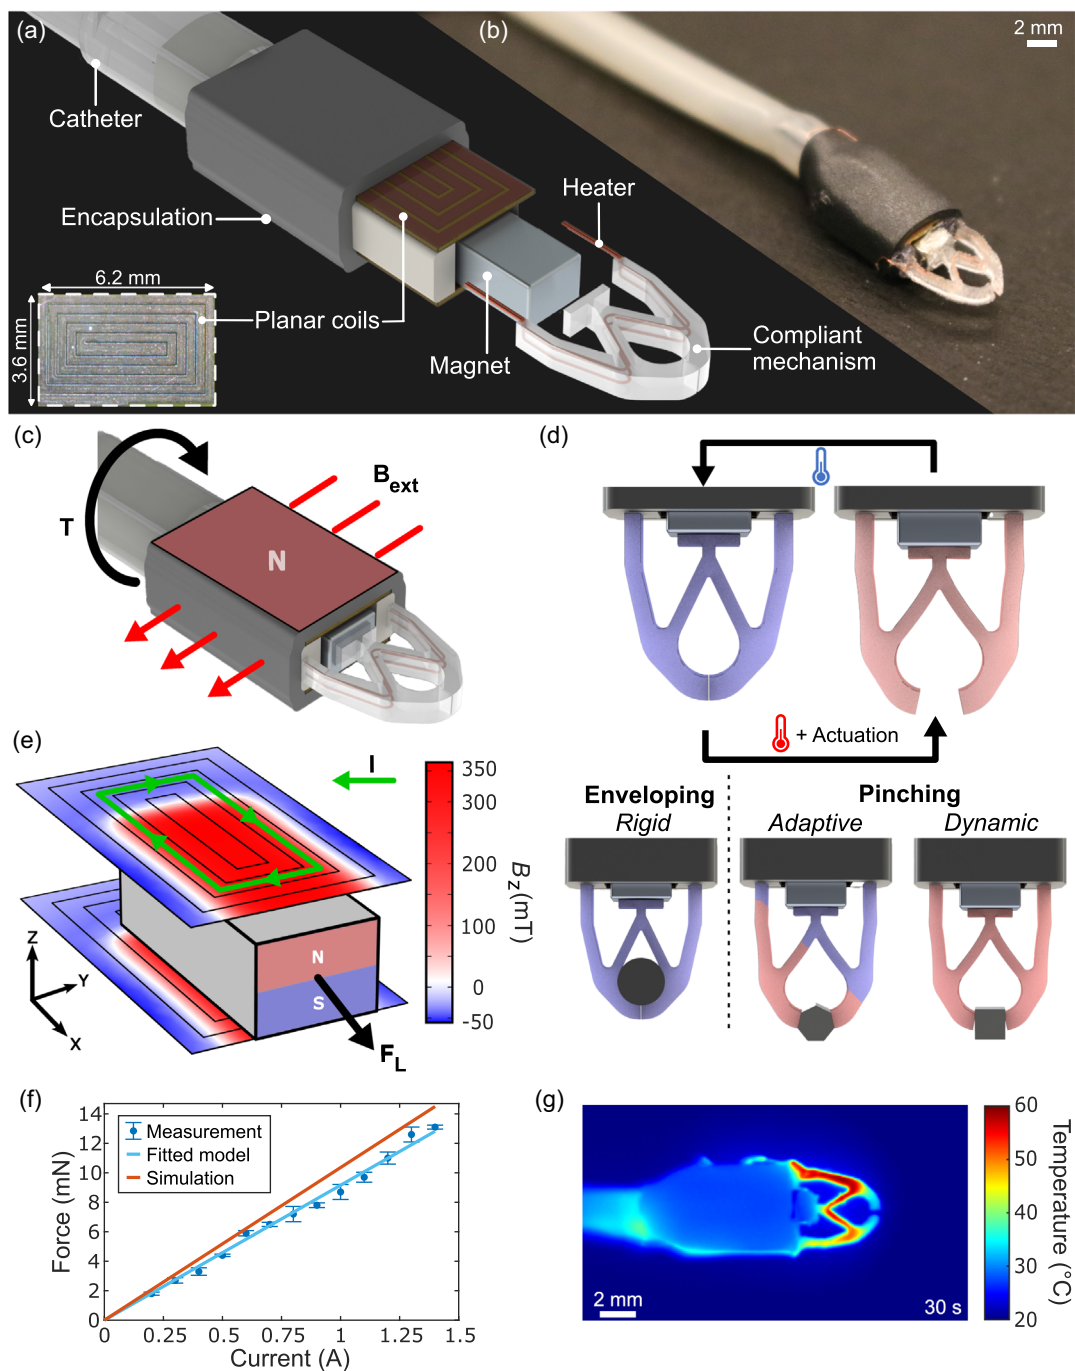 (a)
(b)
2 mm
Catheter
Heater
Encapsulation
6.2 mm
3.6 mm
Planar coils
Magnet
Compliant
mechanism
(c)
B_ext
T
N
(d)
+ Actuation
Enveloping
Pinching
Rigid
Adaptive
Dynamic
(e)
I
350
300
200
100
0
-50
B_z(mT)
N
S
Z
Y
X
F_L
(f)
Force (mN)
14
12
10
8
6
4
2
0
Measurement
Fitted model
Simulation
0
0.25
0.5
0.75
1
1.25
1.5
Current (A)
(g)
2 mm
30 s
60
50
40
30
20
Temperature (°C)